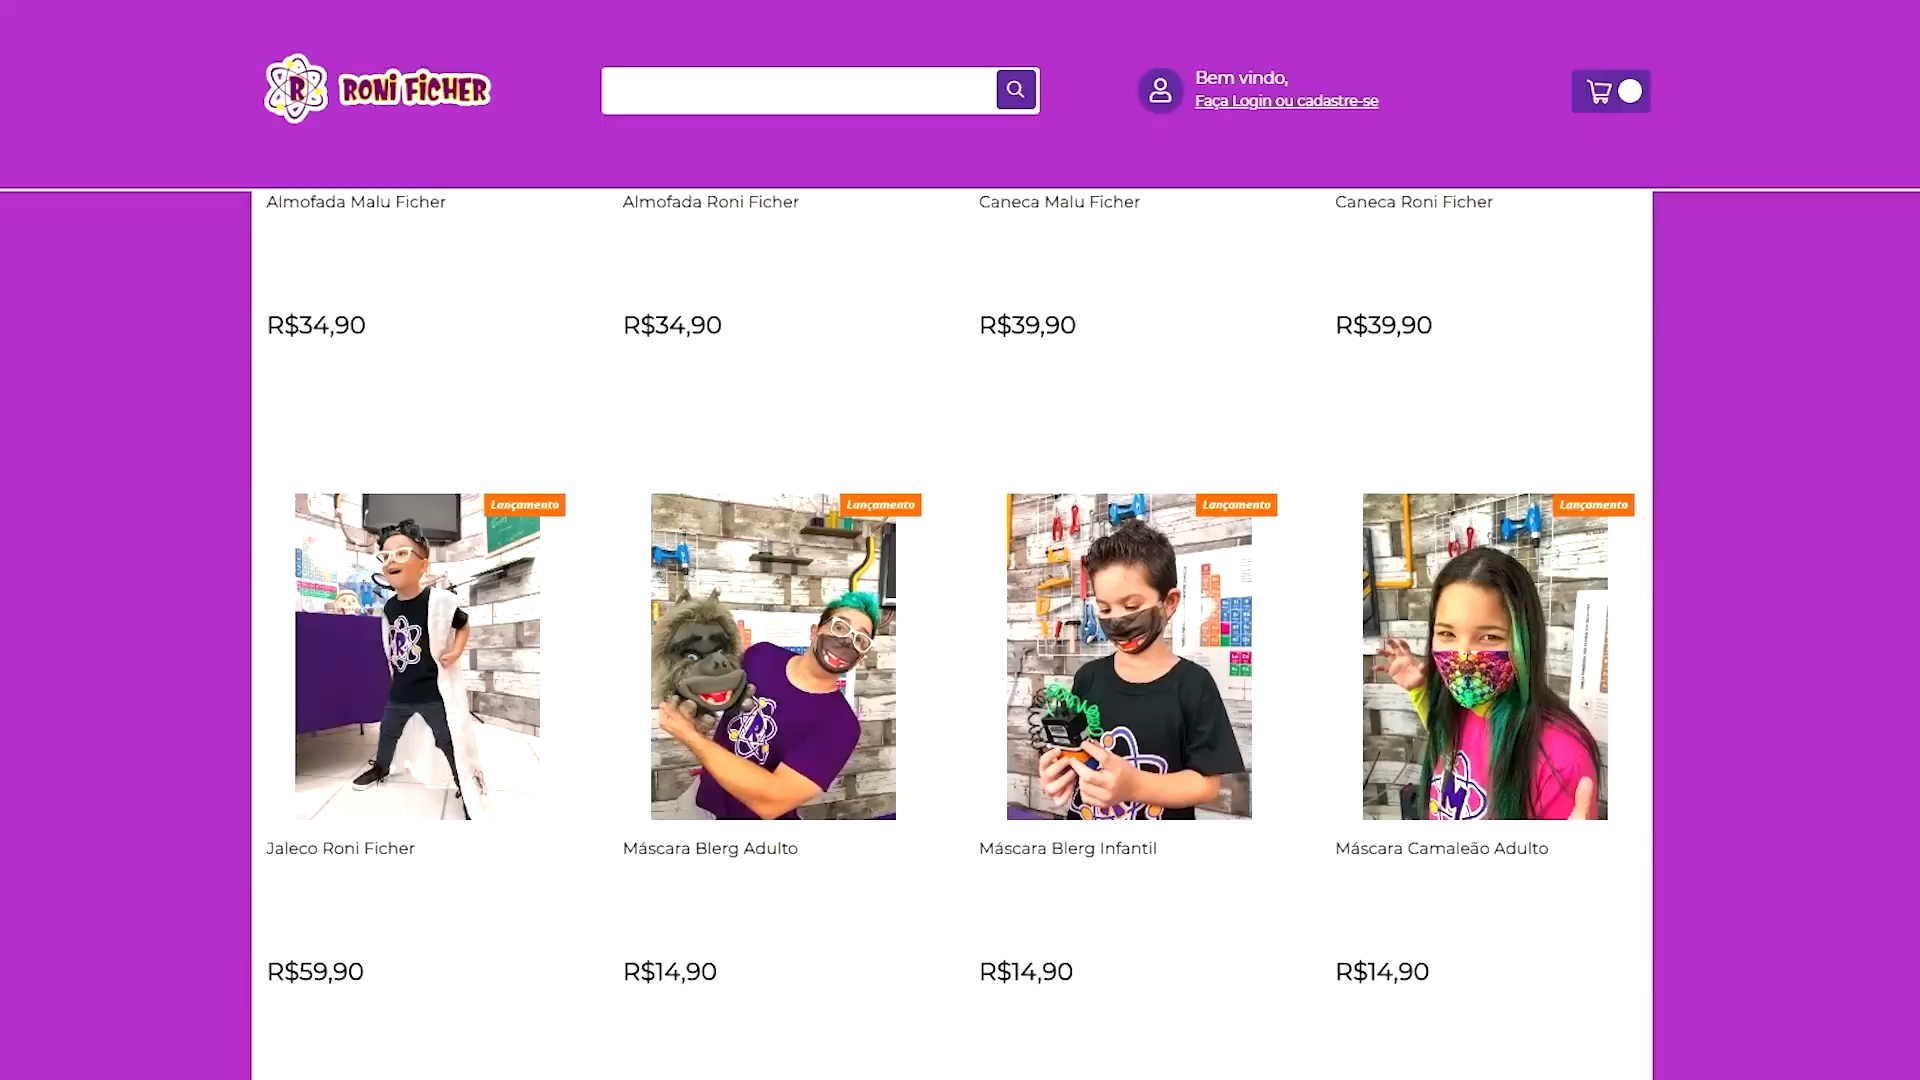 R RONI FICHER
Bem vindo,
Faça Login ou cadastre-se
Almofada Malu Ficher
Almofada Roni Ficher
Caneca Malu Ficher
Caneca Roni Ficher
R$34,90
R$34,90
R$39,90
R$39,90
Lançamento
Lançamento
Lançamento
Lançamento
Jaleco Roni Ficher
Máscara Blerg Adulto
Máscara Blerg Infantil
Máscara Camaleão Adulto
R$59,90
R$14,90
R$14,90
R$14,90